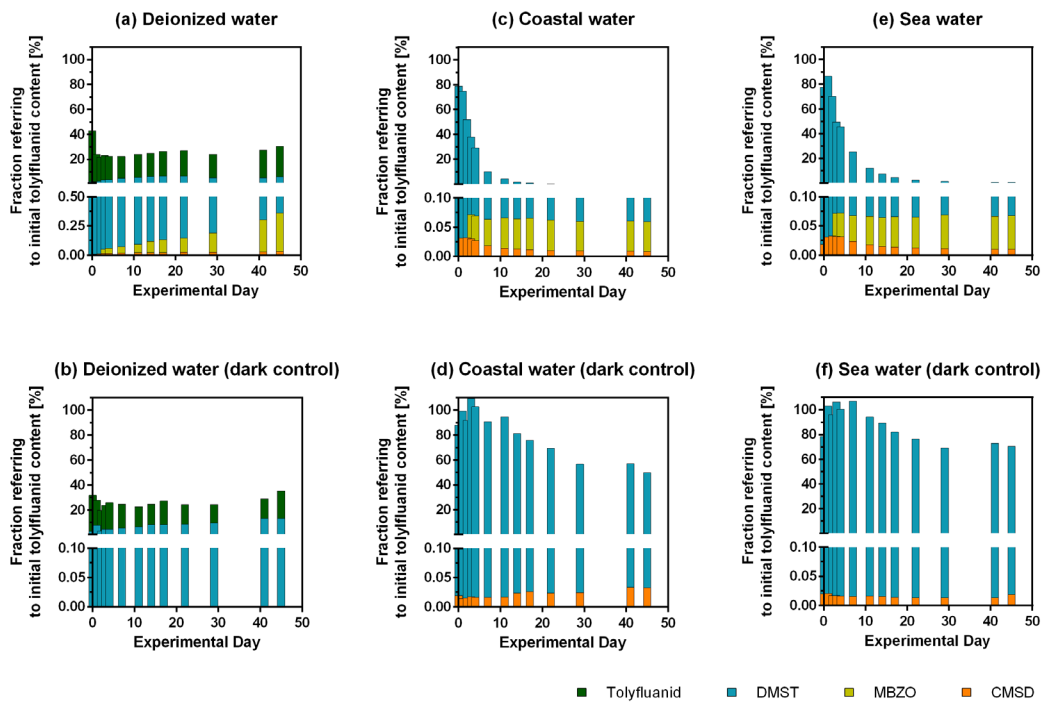 (a) Deionized water
(c) Coastal water
(e) Sea water
Fraction referring
to initial tolylfluanid content [%]
100
80
60
40
20
0.50
0.25
0.00
0 10 20 30 40 50
Experimental Day
Fraction referring
to initial tolylfluanid content [%]
100
80
60
40
20
0.10
0.05
0.00
0 10 20 30 40 50
Experimental Day
Fraction referring
to initial tolylfluanid content [%]
100
80
60
40
20
0.10
0.05
0.00
0 10 20 30 40 50
Experimental Day
(b) Deionized water (dark control)
(d) Coastal water (dark control)
(f) Sea water (dark control)
Fraction referring
to initial tolylfluanid content [%]
100
80
60
40
20
0.10
0.05
0.00
0 10 20 30 40 50
Experimental Day
Fraction referring
to initial tolylfluanid content [%]
100
80
60
40
20
0.10
0.05
0.00
0 10 20 30 40 50
Experimental Day
Fraction referring
to initial tolylfluanid content [%]
100
80
60
40
20
0.10
0.05
0.00
0 10 20 30 40 50
Experimental Day
Tolyfluanid DMST MBZO CMSD